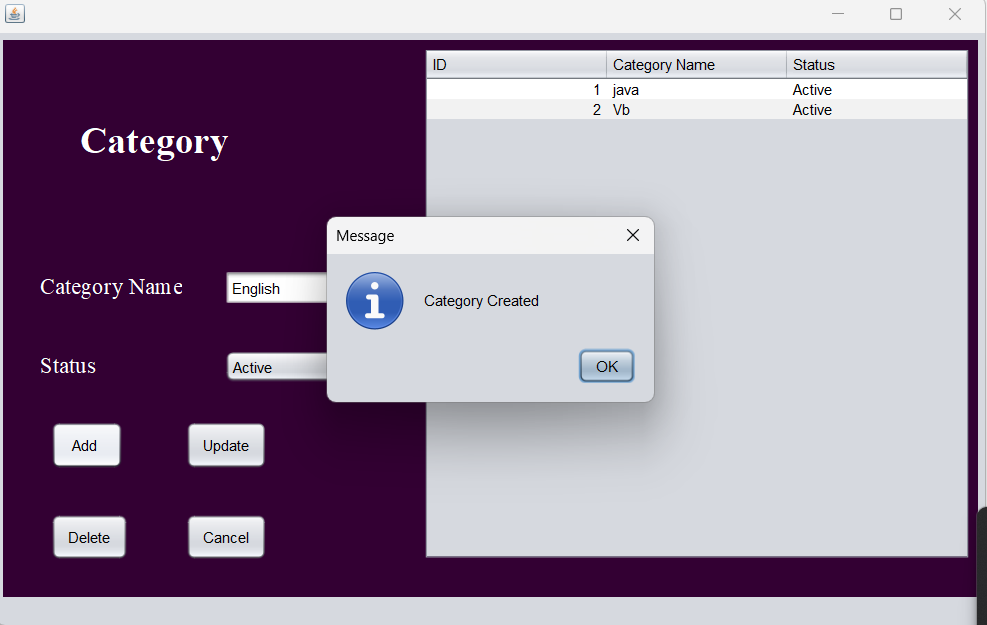 Category
ID Category Name Status
1 java Active
2 Vb Active
Message
Category Created
OK
Category Name English
Status Active
Add Update
Delete Cancel